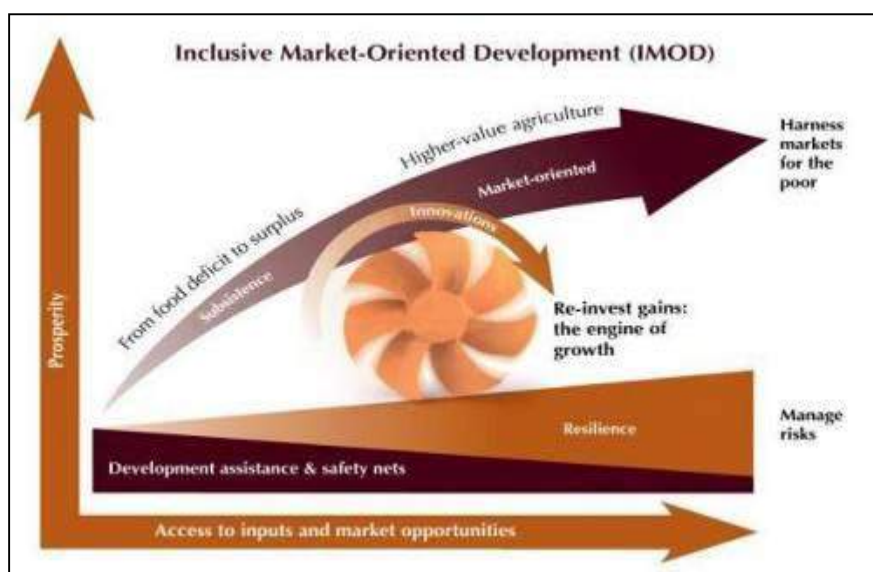 Inclusive Market-Oriented Development (IMOD)
Higher-value agriculture
Harness
markets
for the
poor
Market-oriented
Innovations
From food deficit to surplus
Subsistence
Re-invest gains:
the engine of
growth
Prosperity
Resilience
Manage
risks
Development assistance & safety nets
Access to inputs and market opportunities